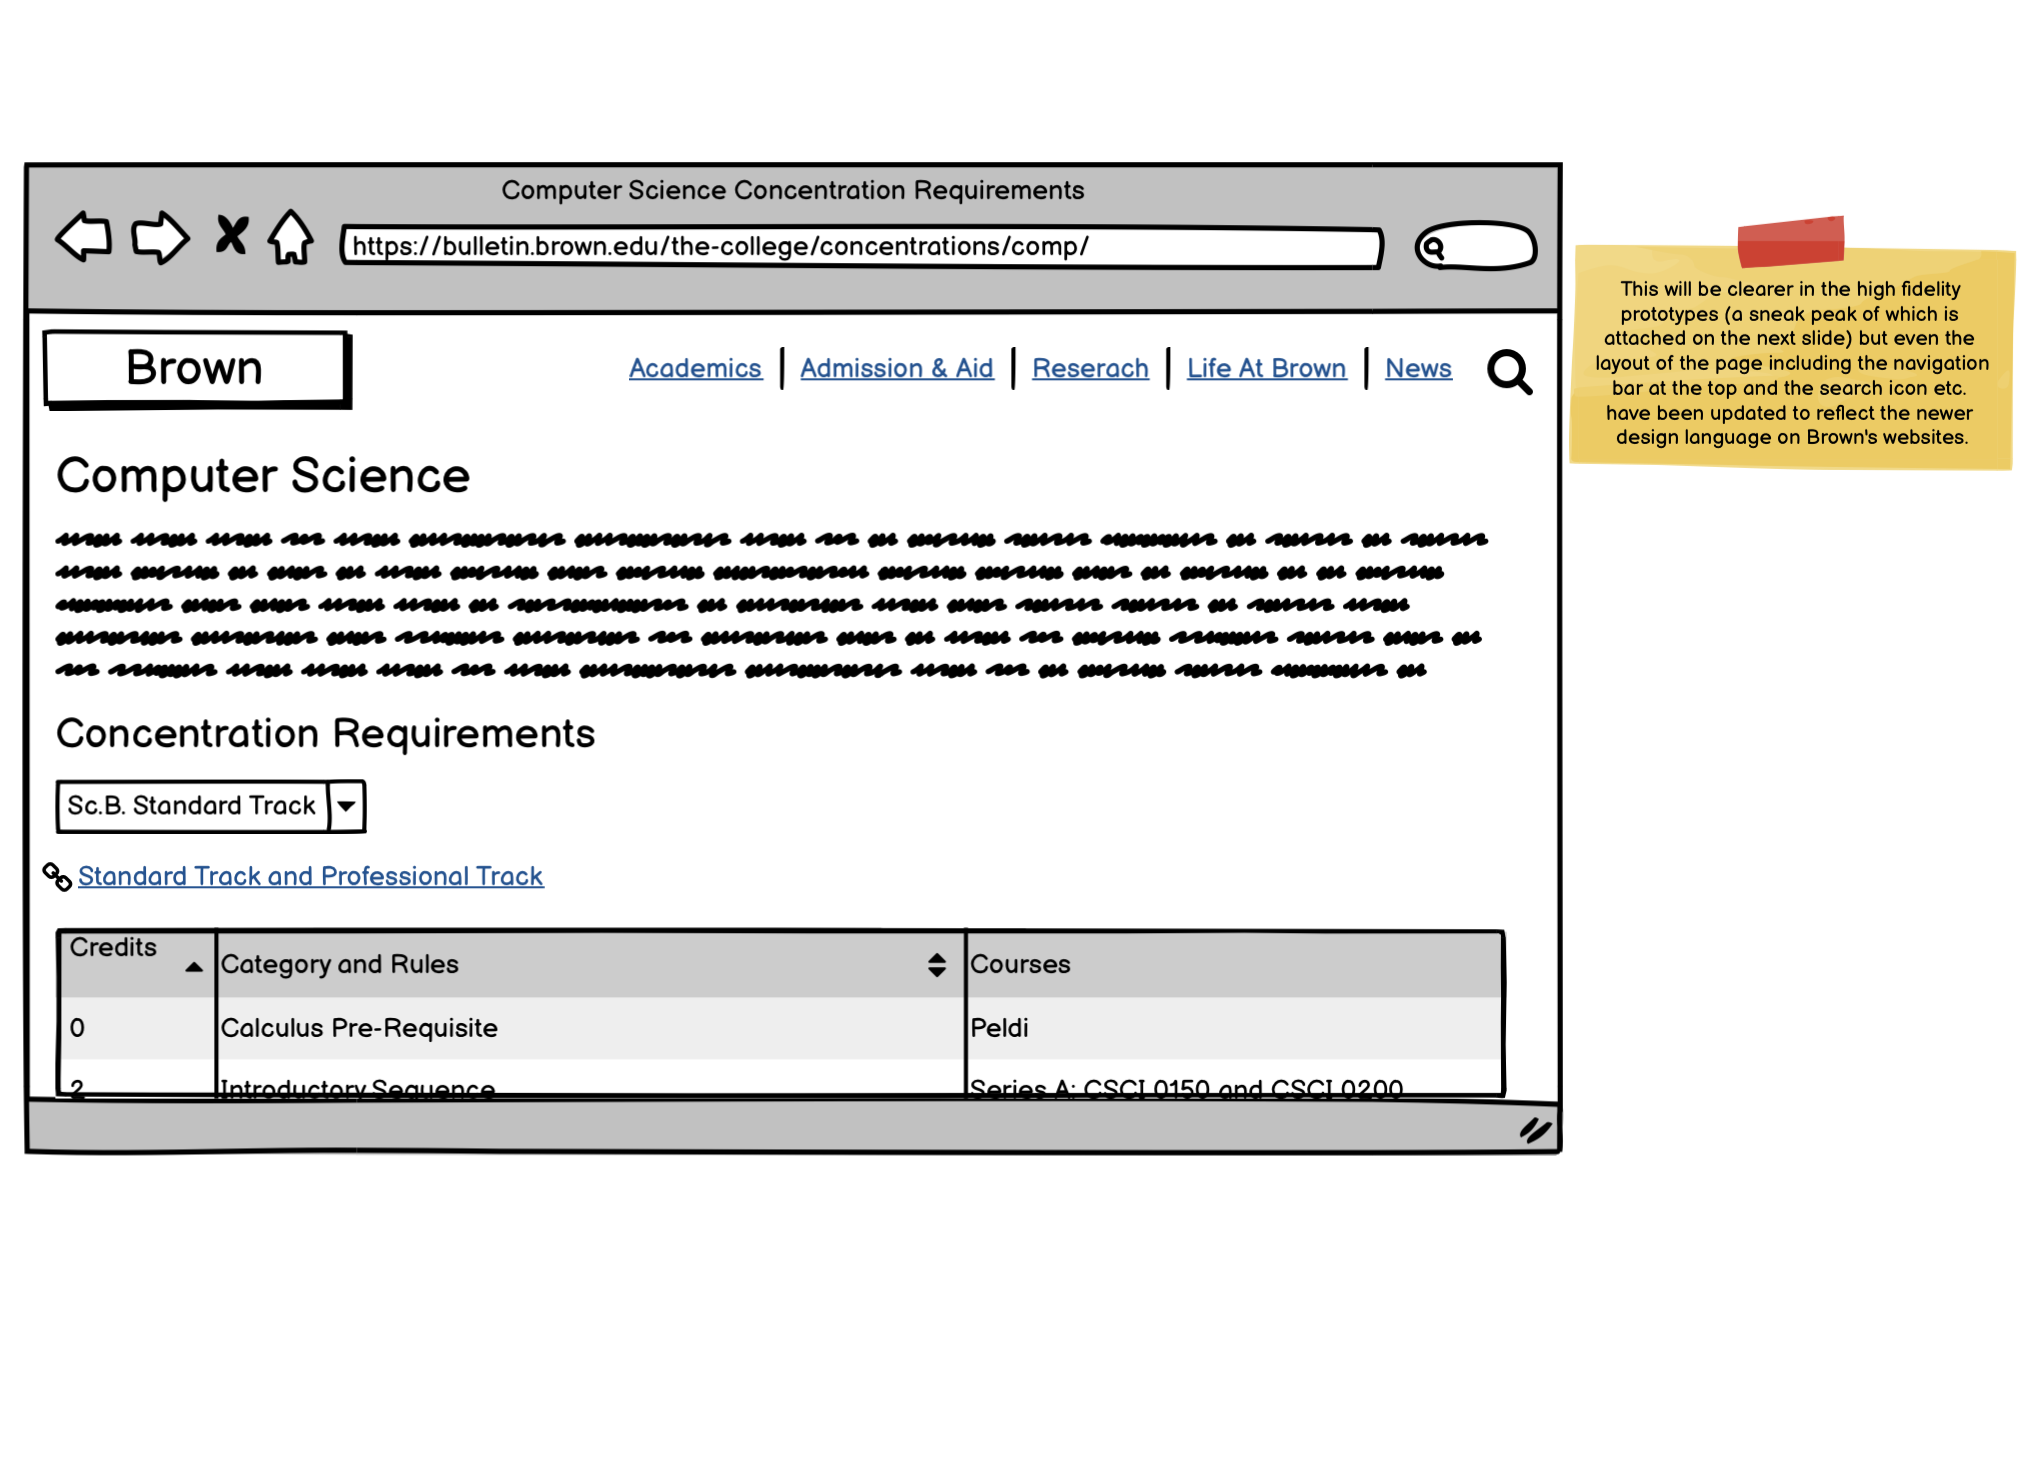 Computer Science Concentration Requirements
https://bulletin.brown.edu/the-college/concentrations/comp/
Brown
Academics
Admission & Aid
Reserach
Life At Brown
News
Computer Science
Concentration Requirements
Sc.B. Standard Track
Standard Track and Professional Track
Credits
Category and Rules
Courses
0
Calculus Pre-Requisite
Peldi
2
Introductory Sequence
Series A: CSCI 0150 and CSCI 0200
This will be clearer in the high fidelity
prototypes (a sneak peak of which is
attached on the next slide) but even the
layout of the page including the navigation
bar at the top and the search icon etc.
have been updated to reflect the newer
design language on Brown's websites.